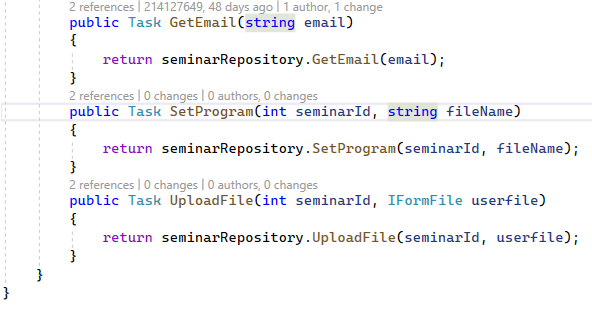 2 references | 214127649, 48 days ago | 1 author, 1 change
public Task GetEmail(string email)
{
return seminarRepository.GetEmail(email);
}
2 references | 0 changes | 0 authors, 0 changes
public Task SetProgram(int seminarId, string fileName)
{
return seminarRepository.SetProgram(seminarId, fileName);
}
2 references | 0 changes | 0 authors, 0 changes
public Task UploadFile(int seminarId, IFormFile userfile)
{
return seminarRepository.UploadFile(seminarId, userfile);
}
}
}